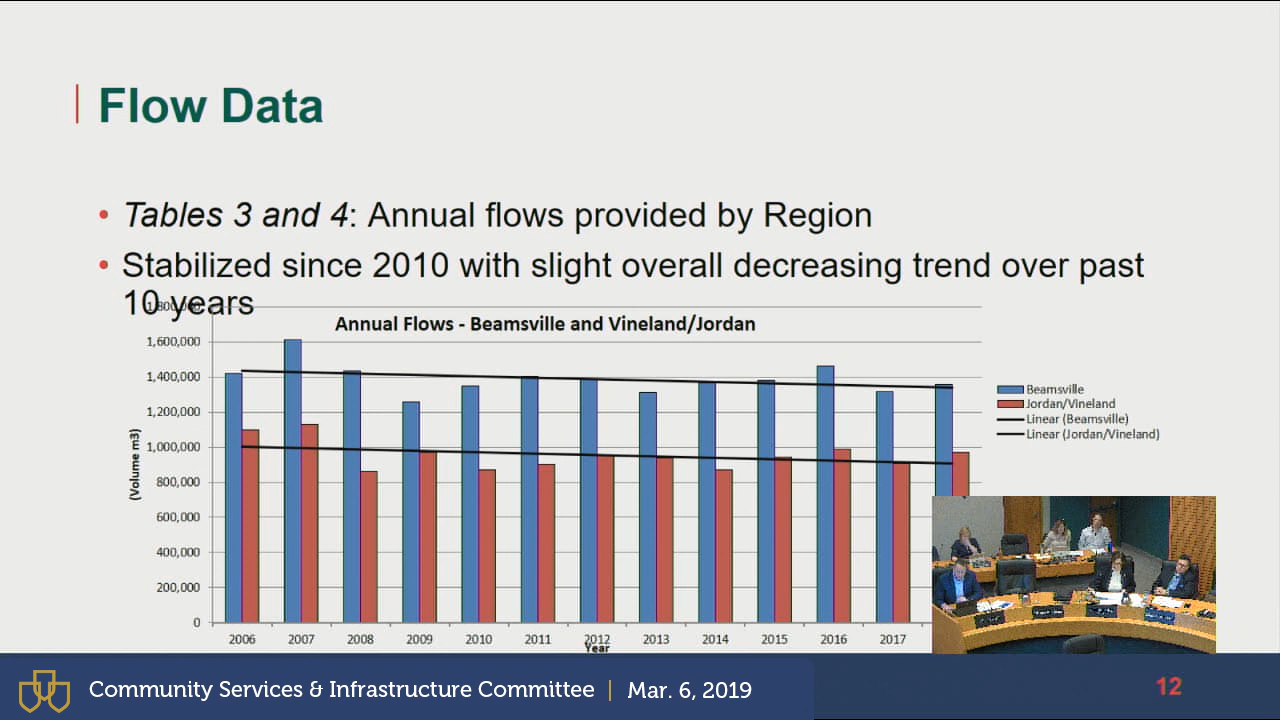 Flow Data
• Tables 3 and 4: Annual flows provided by Region
• Stabilized since 2010 with slight overall decreasing trend over past
10 years
1,800,000
Annual Flows - Beamsville and Vineland/Jordan
1,600,000
1,400,000
1,200,000
1,000,000
800,000
600,000
400,000
200,000
0
(Volume m3)
Beamsville
Jordan/Vineland
Linear (Beamsville)
Linear (Jordan/Vineland)
2006 2007 2008 2009 2010 2011 2012 2013 2014 2015 2016 2017
Year
Community Services & Infrastructure Committee | Mar. 6, 2019
12